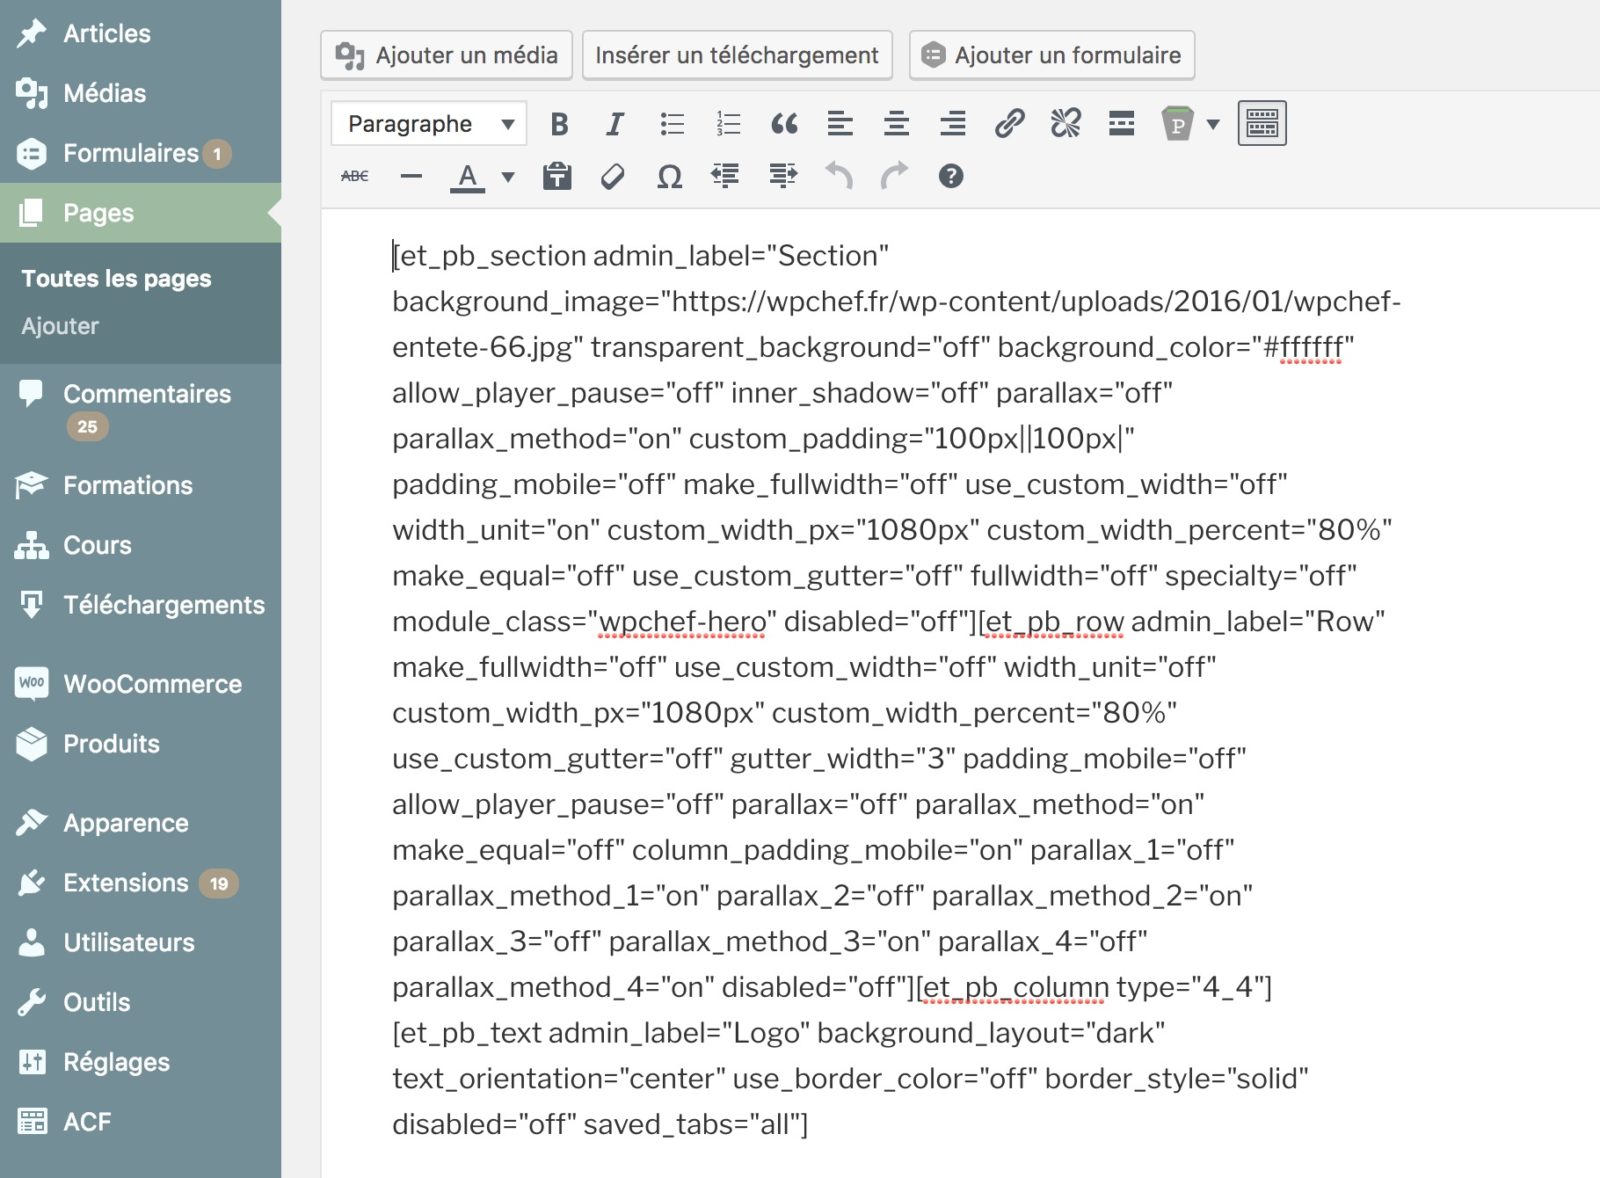 Articles
Médias
Formulaires 1
Pages
Toutes les pages
Ajouter
Commentaires
25
Formations
Cours
Téléchargements
WOO WooCommerce
Produits
Apparence
Extensions 19
Utilisateurs
Outils
Réglages
ACF
Ajouter un média Insérer un téléchargement Ajouter un formulaire
Paragraphe B I 1 2 3 P
ABC A T Ω ?
[et_pb_section admin_label="Section"
background_image="https://wpchef.fr/wp-content/uploads/2016/01/wpchef-
entete-66.jpg" transparent_background="off" background_color="#ffffff"
allow_player_pause="off" inner_shadow="off" parallax="off"
parallax_method="on" custom_padding="100px||100px|"
padding_mobile="off" make_fullwidth="off" use_custom_width="off"
width_unit="on" custom_width_px="1080px" custom_width_percent="80%"
make_equal="off" use_custom_gutter="off" fullwidth="off" specialty="off"
module_class="wpchef-hero" disabled="off"][et_pb_row admin_label="Row"
make_fullwidth="off" use_custom_width="off" width_unit="off"
custom_width_px="1080px" custom_width_percent="80%"
use_custom_gutter="off" gutter_width="3" padding_mobile="off"
allow_player_pause="off" parallax="off" parallax_method="on"
make_equal="off" column_padding_mobile="on" parallax_1="off"
parallax_method_1="on" parallax_2="off" parallax_method_2="on"
parallax_3="off" parallax_method_3="on" parallax_4="off"
parallax_method_4="on" disabled="off"][et_pb_column type="4_4"]
[et_pb_text admin_label="Logo" background_layout="dark"
text_orientation="center" use_border_color="off" border_style="solid"
disabled="off" saved_tabs="all"]